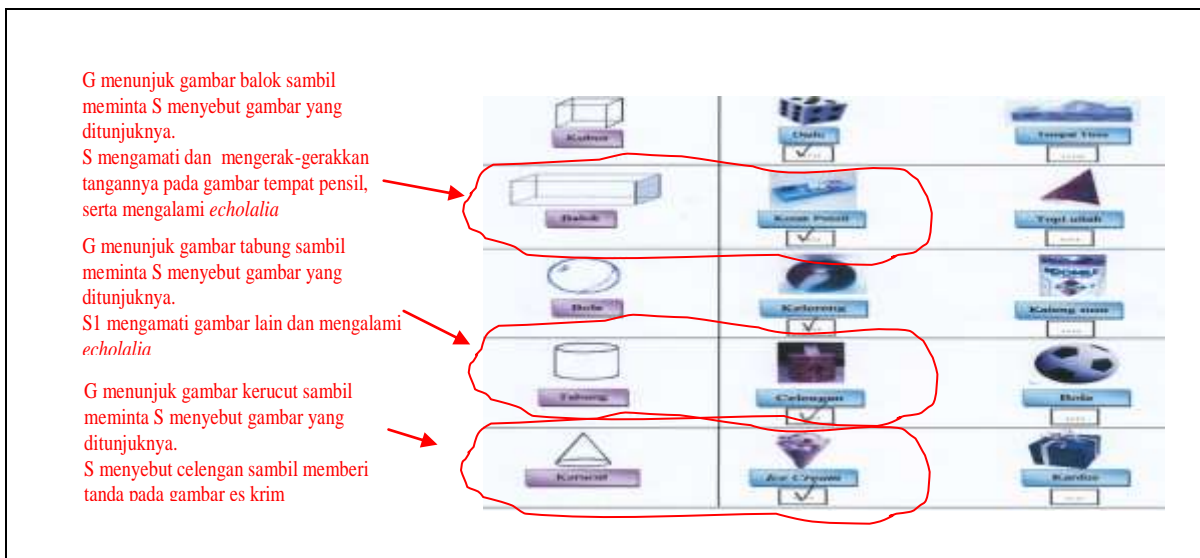 G menunjuk gambar balok sambil
meminta S menyebut gambar yang
ditunjuknya.
S mengamati dan mengerak-gerakkan
tangannya pada gambar tempat pensil,
serta mengalami echolalia
G menunjuk gambar tabung sambil
meminta S menyebut gambar yang
ditunjuknya.
S1 mengamati gambar lain dan mengalami
echolalia
G menunjuk gambar kerucut sambil
meminta S menyebut gambar yang
ditunjuknya.
S menyebut celengan sambil memberi
tanda pada gambar es krim
Kubus
Dadu
Tempat Tissu
Balok
Kotak Pensil
Topi ultah
Bola
Kelereng
Kaleng susu
Tabung
Celengan
Bola
Kerucut
Ice Cream
Kardus